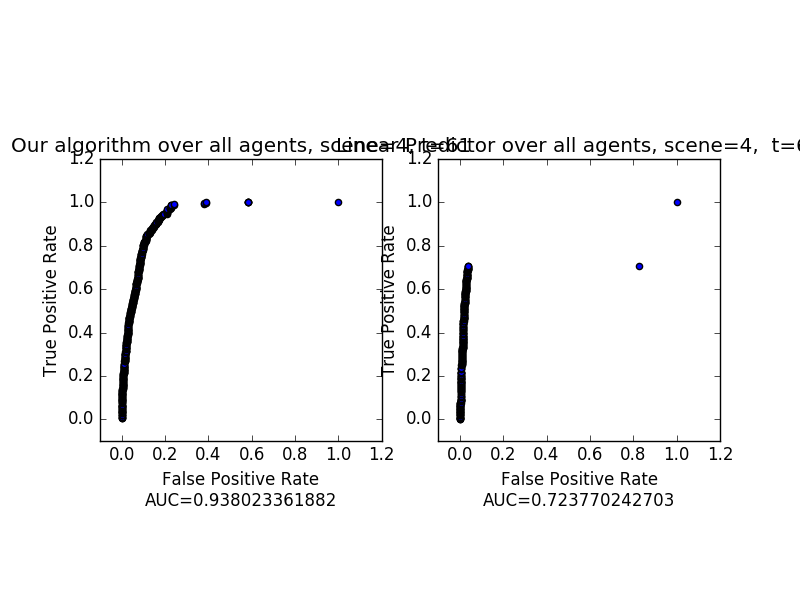 Our algorithm over all agents, scene=4, t=61
1.2
1.0
0.8
0.6
0.4
0.2
0.0
True Positive Rate
0.0 0.2 0.4 0.6 0.8 1.0 1.2
False Positive Rate
AUC=0.938023361882
Linear Predictor over all agents, scene=4, t=6
1.2
1.0
0.8
0.6
0.4
0.2
0.0
True Positive Rate
0.0 0.2 0.4 0.6 0.8 1.0 1.2
False Positive Rate
AUC=0.723770242703